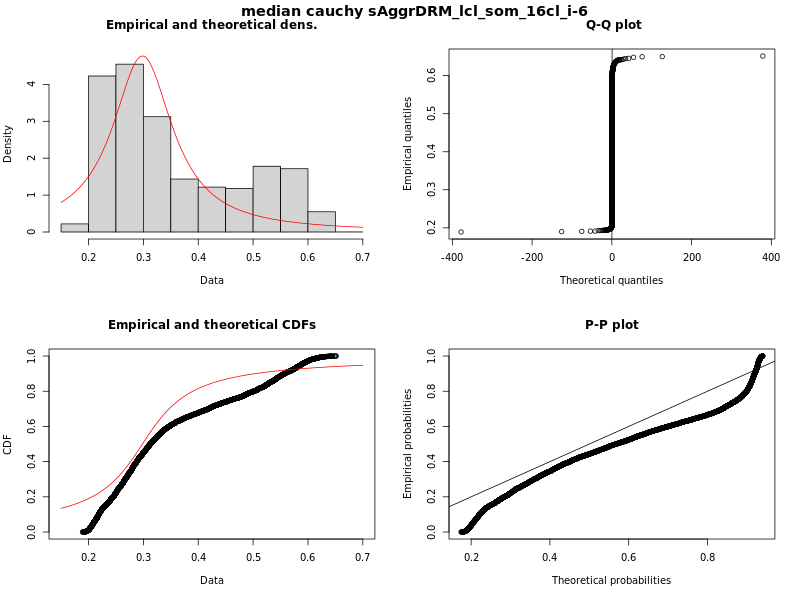 median cauchy sAggrDRM_lcl_som_16cl_i-6
Empirical and theoretical dens.
Density
0 1 2 3 4
0.2 0.3 0.4 0.5 0.6 0.7
Data
Q-Q plot
Empirical quantiles
0.2 0.3 0.4 0.5 0.6
-400 -200 0 200 400
Theoretical quantiles
Empirical and theoretical CDFs
CDF
0.0 0.2 0.4 0.6 0.8 1.0
0.2 0.3 0.4 0.5 0.6 0.7
Data
P-P plot
Empirical probabilities
0.0 0.2 0.4 0.6 0.8 1.0
0.2 0.4 0.6 0.8
Theoretical probabilities